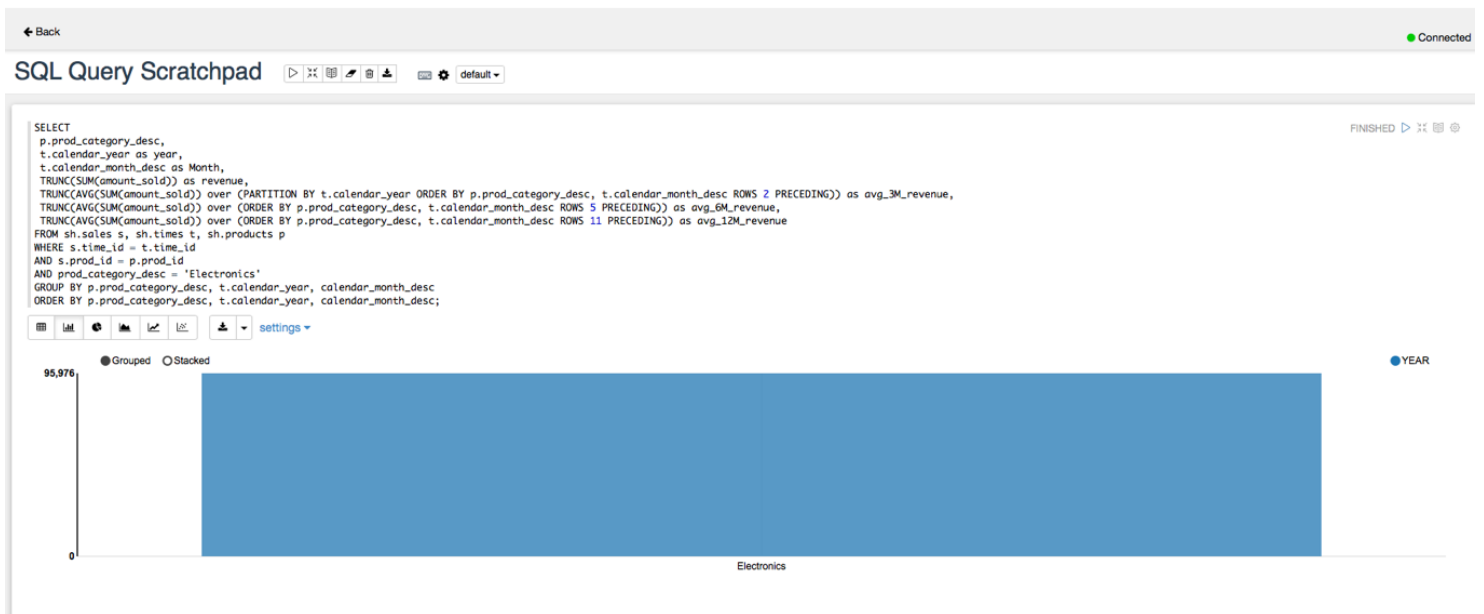 Back
Connected
SQL Query Scratchpad
default
SELECT
p.prod_category_desc,
t.calendar_year as year,
t.calendar_month_desc as Month,
TRUNC(SUM(amount_sold)) as revenue,
TRUNC(AVG(SUM(amount_sold)) over (PARTITION BY t.calendar_year ORDER BY p.prod_category_desc, t.calendar_month_desc ROWS 2 PRECEDING)) as avg_3M_revenue,
TRUNC(AVG(SUM(amount_sold)) over (ORDER BY p.prod_category_desc, t.calendar_month_desc ROWS 5 PRECEDING)) as avg_6M_revenue,
TRUNC(AVG(SUM(amount_sold)) over (ORDER BY p.prod_category_desc, t.calendar_month_desc ROWS 11 PRECEDING)) as avg_12M_revenue
FROM sh.sales s, sh.times t, sh.products p
WHERE s.time_id = t.time_id
AND s.prod_id = p.prod_id
AND prod_category_desc = 'Electronics'
GROUP BY p.prod_category_desc, t.calendar_year, calendar_month_desc
ORDER BY p.prod_category_desc, t.calendar_year, calendar_month_desc;
FINISHED
settings
Grouped Stacked
YEAR
95,976
0
Electronics